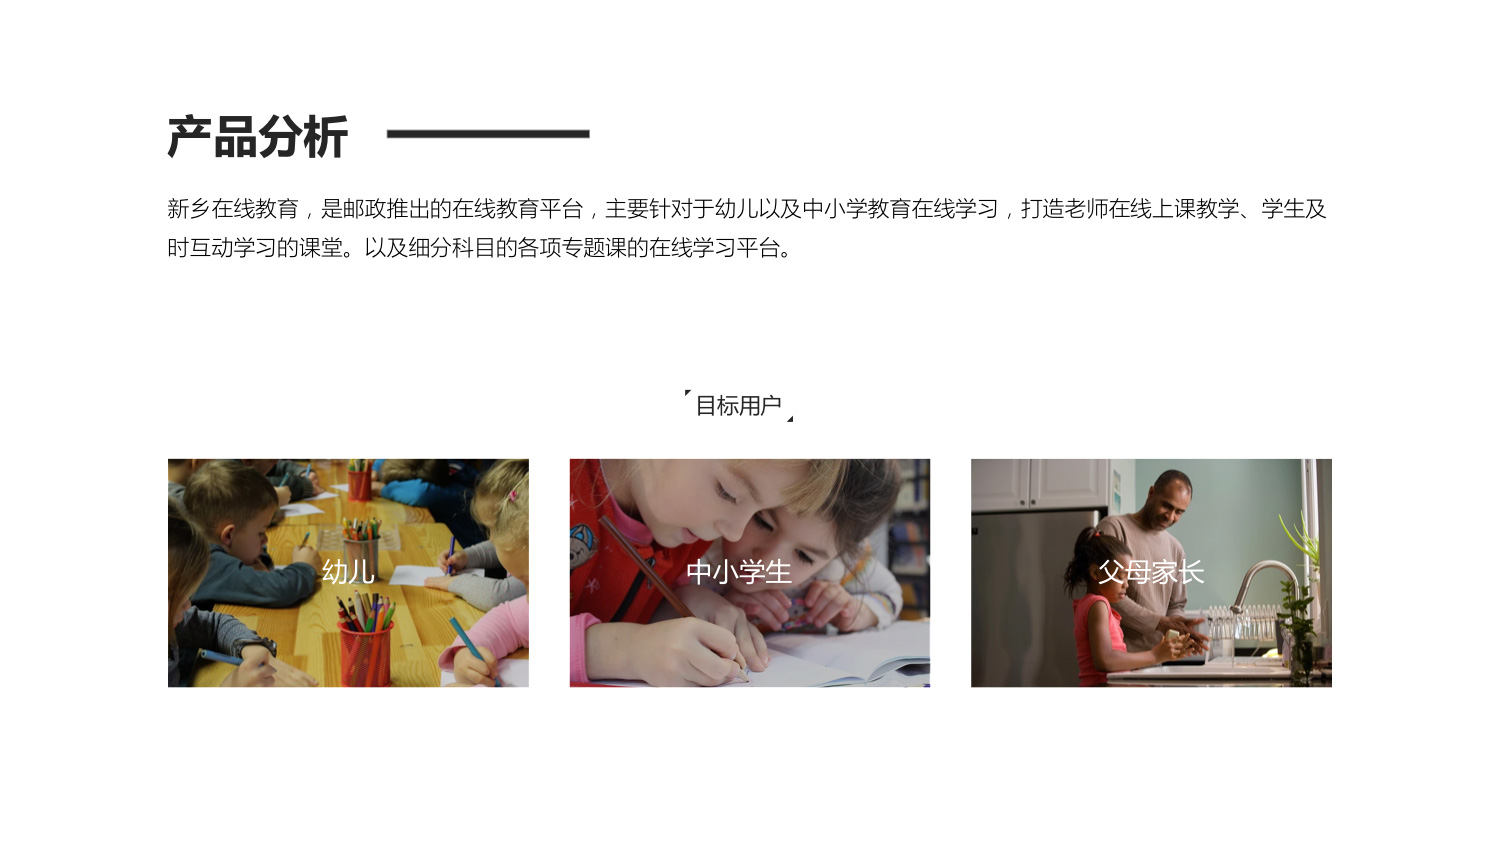 产品分析
新乡在线教育，是邮政推出的在线教育平台，主要针对于幼儿以及中小学教育在线学习，打造老师在线上课教学、学生及
时互动学习的课堂。以及细分科目的各项专题课的在线学习平台。
目标用户
幼儿
中小学生
父母家长